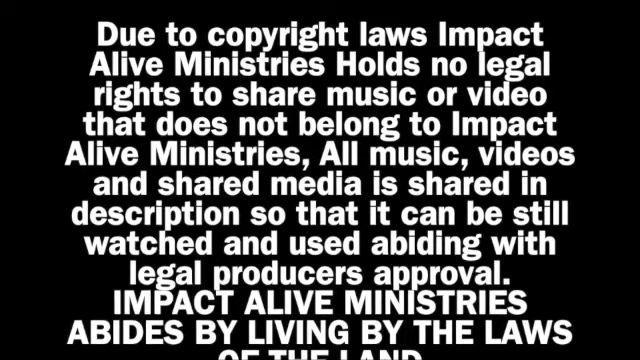 Due to copyright laws Impact
Alive Ministries Holds no legal
rights to share music or video
that does not belong to Impact
Alive Ministries, All music, videos
and shared media is shared in
description so that it can be still
watched and used abiding with
legal producers approval.
IMPACT ALIVE MINISTRIES
ABIDES BY LIVING BY THE LAWS
OF THE LAND